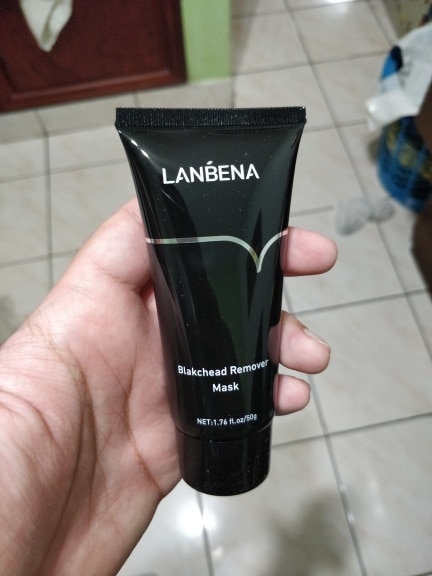 LANBENA
Blakchead Remover
Mask
NET:1.76 fl.oz/50g